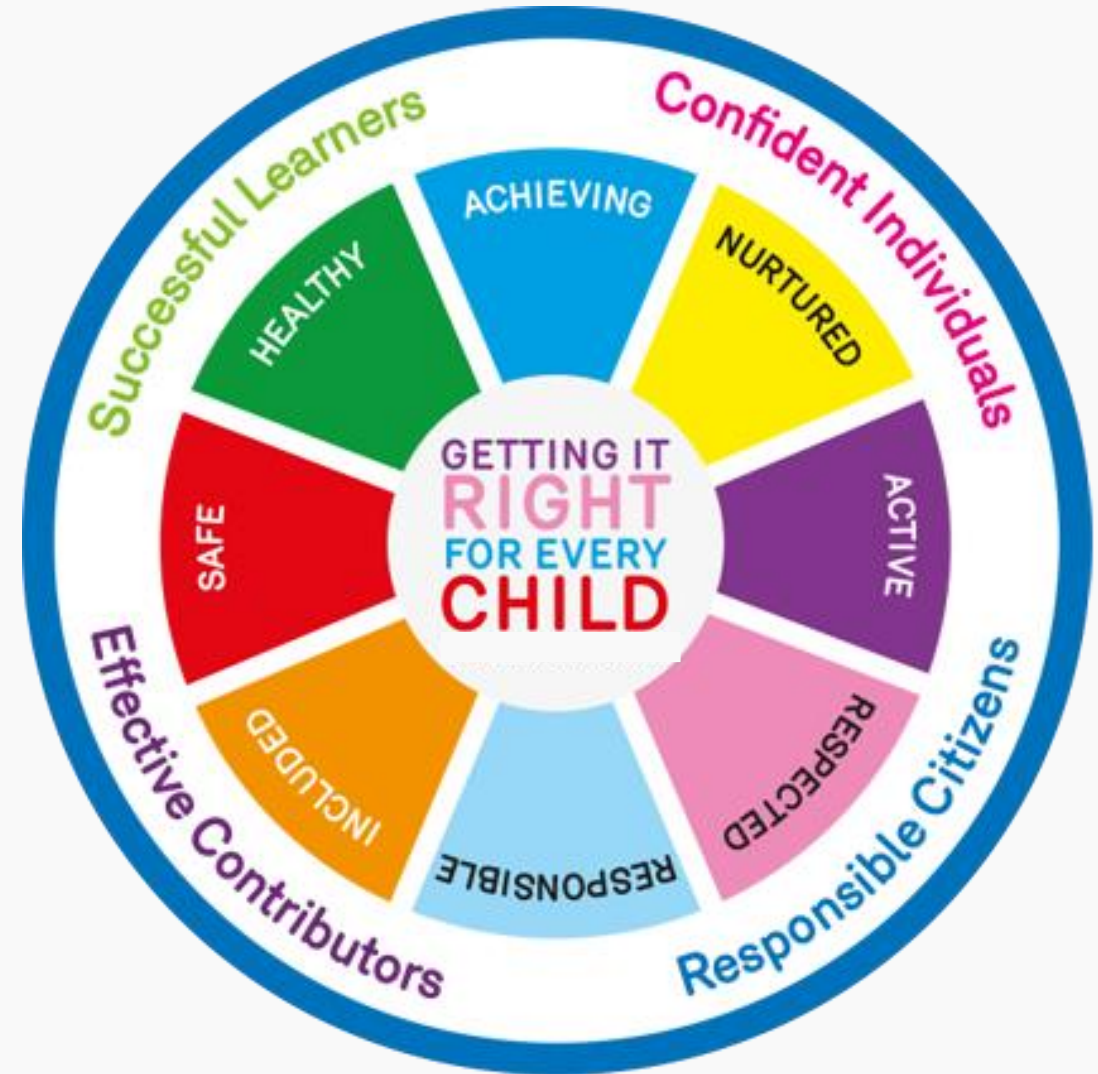 Successful Learners
Confident Individuals
ACHIEVING
NURTURED
ACTIVE
RESPECTED
RESPONSIBLE
INCLUDED
SAFE
HEALTHY
GETTING IT
RIGHT
FOR EVERY
CHILD
Effective Contributors
Responsible Citizens